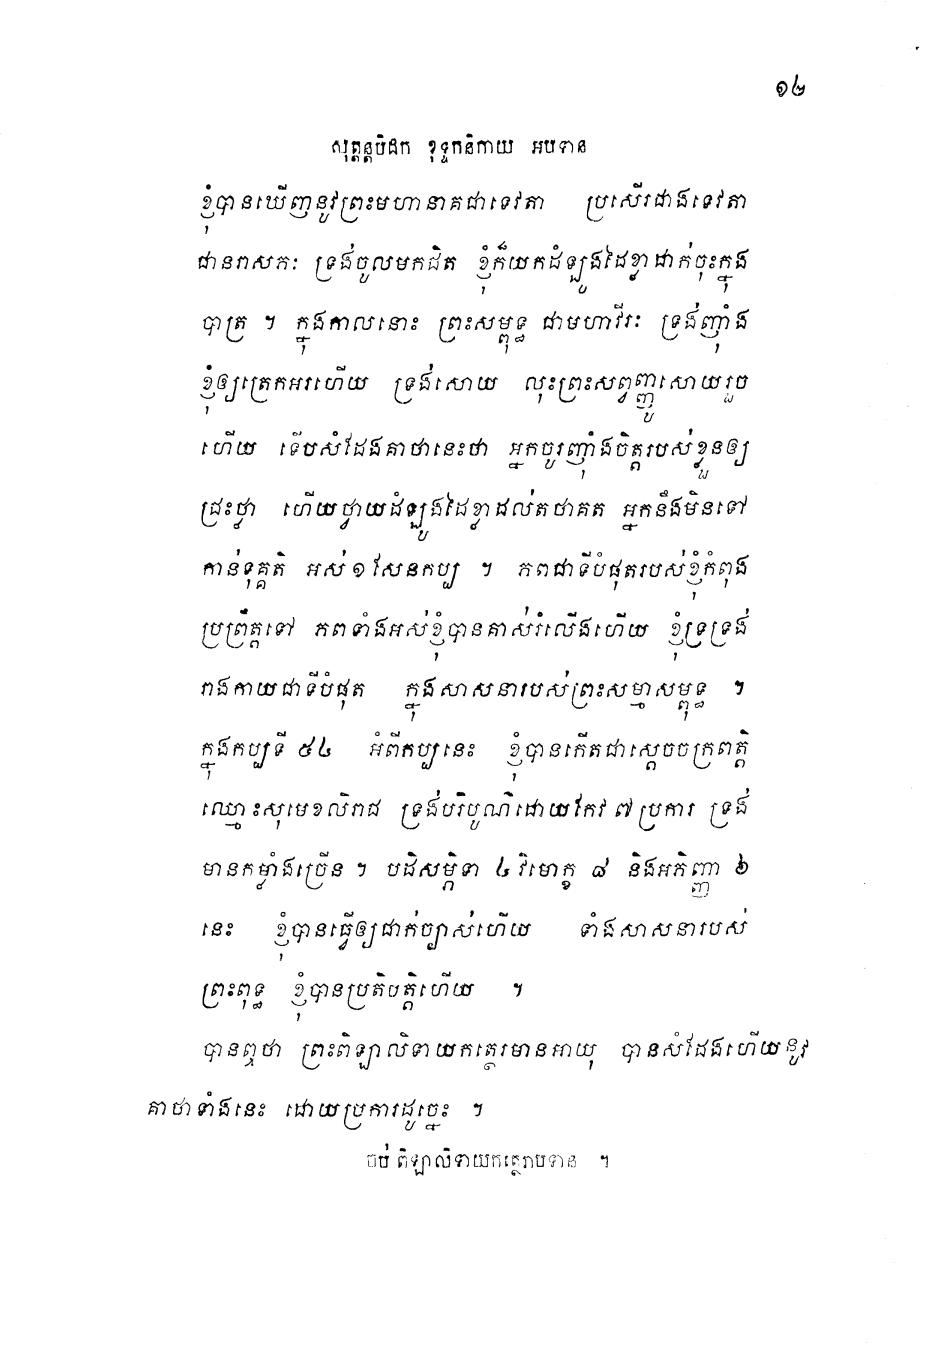 ១៤
សុត្តន្តបិដក ខុទ្ទកនិកាយ អបទាន
ខ្ញុំបានឃើញនូវព្រះមហានាគជាទេវតា ប្រសើរជាងទេវតា
ជានរាសភៈ ទ្រង់ចូលមកជិត ខ្ញុំក៏យកដំឡូងដៃខ្លាដាក់ចុះក្នុង
បាត្រ ។ ក្នុងកាលនោះ ព្រះសម្ពុទ្ធ ជាមហាវីរៈ ទ្រង់ញ៉ាំង
ខ្ញុំឲ្យត្រេកអរហើយ ទ្រង់សោយ លុះព្រះសព្វញ្ញូសោយរួច
ហើយ ទើបសំដែងគាថានេះថា អ្នកចូរញ៉ាំងចិត្តរបស់ខ្លួនឲ្យ
ជ្រះថ្លា ហើយថ្វាយដំឡូងដៃខ្លាដល់តថាគត អ្នកនឹងមិនទៅ
កាន់ទុគ្គតិ អស់១សែនកប្ប ។ ភពជាទីបំផុតរបស់ខ្ញុំកំពុង
ប្រព្រឹត្តទៅ ភពទាំងអស់ខ្ញុំបានគាស់រំលើងហើយ ខ្ញុំទ្រទ្រង់
រាងកាយជាទីបំផុត ក្នុងសាសនារបស់ព្រះសម្មាសម្ពុទ្ធ ។
ក្នុងកប្បទី ៥៤ អំពីកប្បនេះ ខ្ញុំបានកើតជាស្តេចចក្រពត្តិ
ឈ្មោះសុមេខលិរាជ ទ្រង់បរិបូណ៌ដោយកែវ ៧ ប្រការ ទ្រង់
មានកម្លាំងច្រើន ។ បដិសម្ភិទា ៤ វិមោក្ខ ៨ និងអភិញ្ញា ៦
នេះ ខ្ញុំបានធ្វើឲ្យជាក់ច្បាស់ហើយ ទាំងសាសនារបស់
ព្រះពុទ្ធ ខ្ញុំបានប្រតិបត្តិហើយ ។
បានឮថា ព្រះពិឡាលិទាយកត្ថេរមានអាយុ បានសំដែងហើយនូវ
គាថាទាំងនេះ ដោយប្រការដូច្នេះ ។
ចប់ ពិឡាលិទាយកត្ថេរាបទាន ។